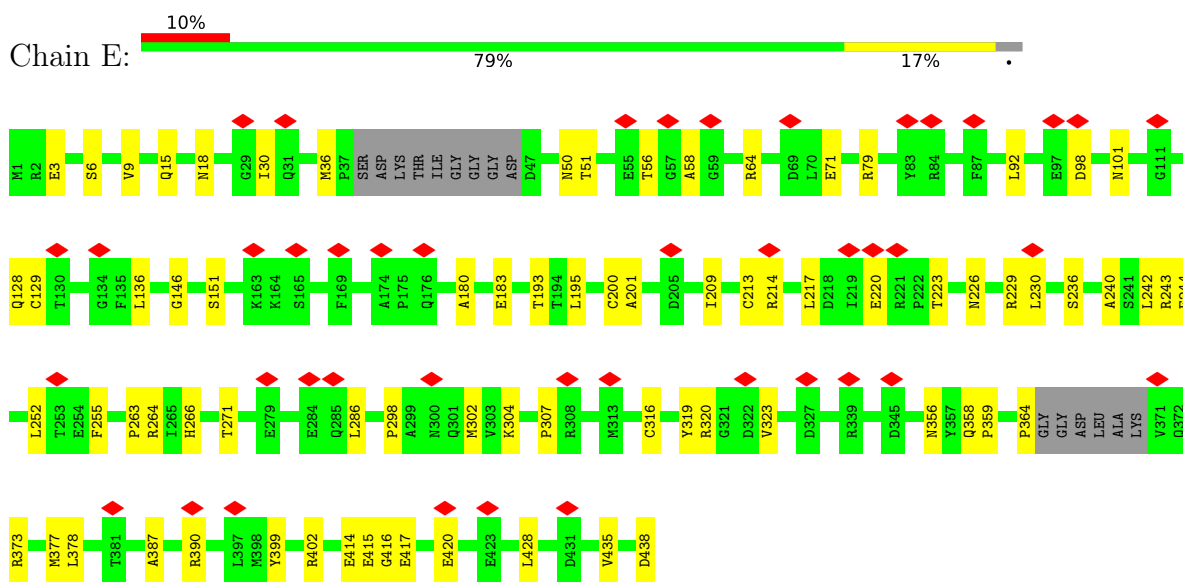 10%
Chain E:
79% 17% •
M1 R2 E3 S6 V9 Q15 N18 G29 I30 Q31 M36 P37 SER ASP LYS THR ILE GLY GLY GLY ASP D47 N50 T51 E55 T56 G57 A58 G59 R64 D69 L70 E71 R79 Y83 R84 F87 L92 E97 D98 N101 G111
Q128 C129 T130 G134 F135 L136 G146 S151 K163 K164 S165 F169 A174 P175 Q176 A180 E183 T193 T194 L195 C200 A201 D205 I209 C213 R214 L217 D218 I219 E220 R221 P222 T223 N226 R229 L230 S236 A240 S241 L242 R243
L252 T253 E254 F255 P263 R264 I265 H266 T271 E279 E284 Q285 L286 P298 A299 N300 Q301 M302 V303 K304 P307 R308 M313 C316 Y319 R320 G321 D322 V323 D327 R339 D345 N356 Y357 Q358 P359 P364 GLY GLY ASP LEU ALA LYS V371 Q372
R373 M377 L378 T381 A387 R390 L397 M398 Y399 R402 E414 E415 G416 E417 E420 E423 L428 D431 V435 D438